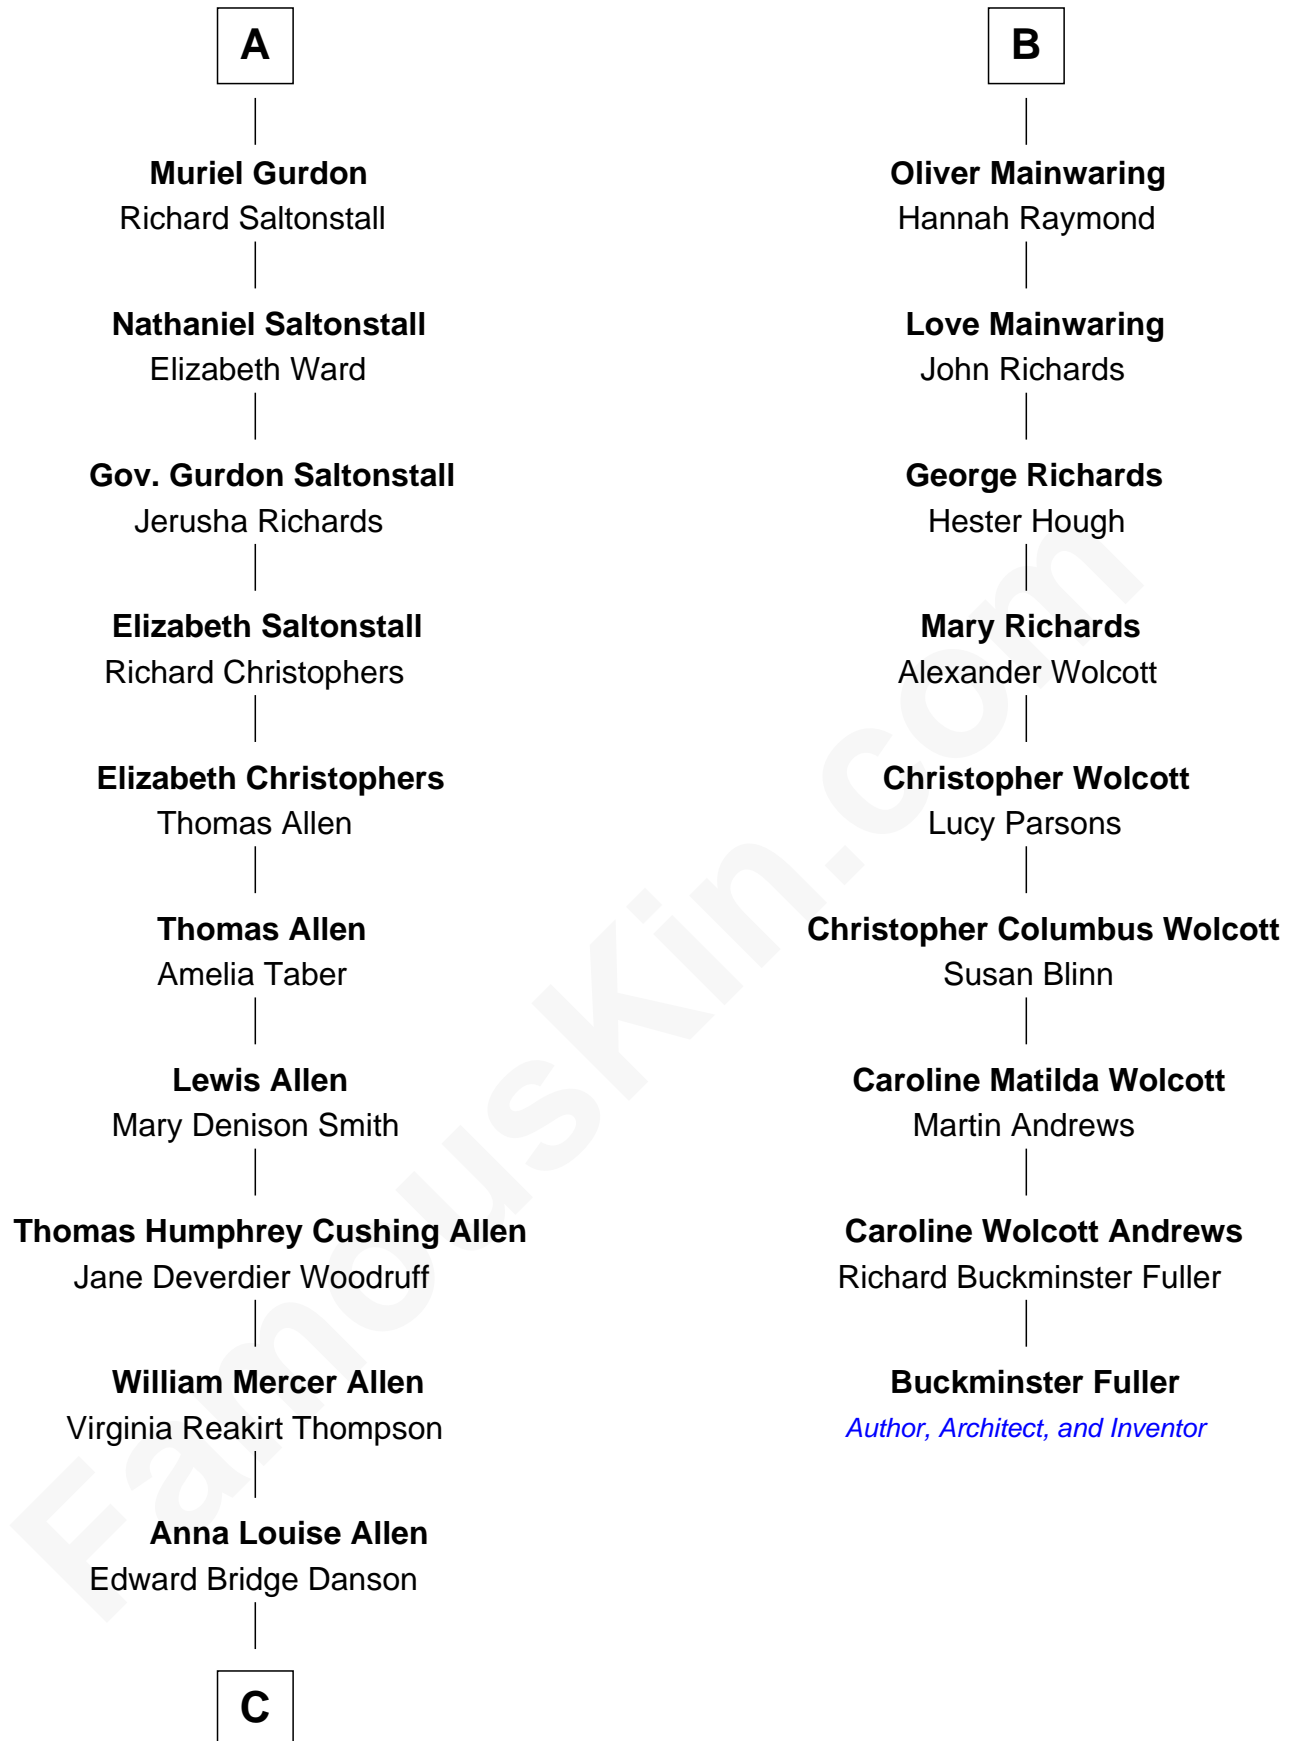 A
Muriel Gurdon
Richard Saltonstall
Nathaniel Saltonstall
Elizabeth Ward
Gov. Gurdon Saltonstall
Jerusha Richards
Elizabeth Saltonstall
Richard Christophers
Elizabeth Christophers
Thomas Allen
Thomas Allen
Amelia Taber
Lewis Allen
Mary Denison Smith
Thomas Humphrey Cushing Allen
Jane Deverdier Woodruff
William Mercer Allen
Virginia Reakirt Thompson
Anna Louise Allen
Edward Bridge Danson
C
B
Oliver Mainwaring
Hannah Raymond
Love Mainwaring
John Richards
George Richards
Hester Hough
Mary Richards
Alexander Wolcott
Christopher Wolcott
Lucy Parsons
Christopher Columbus Wolcott
Susan Blinn
Caroline Matilda Wolcott
Martin Andrews
Caroline Wolcott Andrews
Richard Buckminster Fuller
Buckminster Fuller
Author, Architect, and Inventor
FamousKin.com